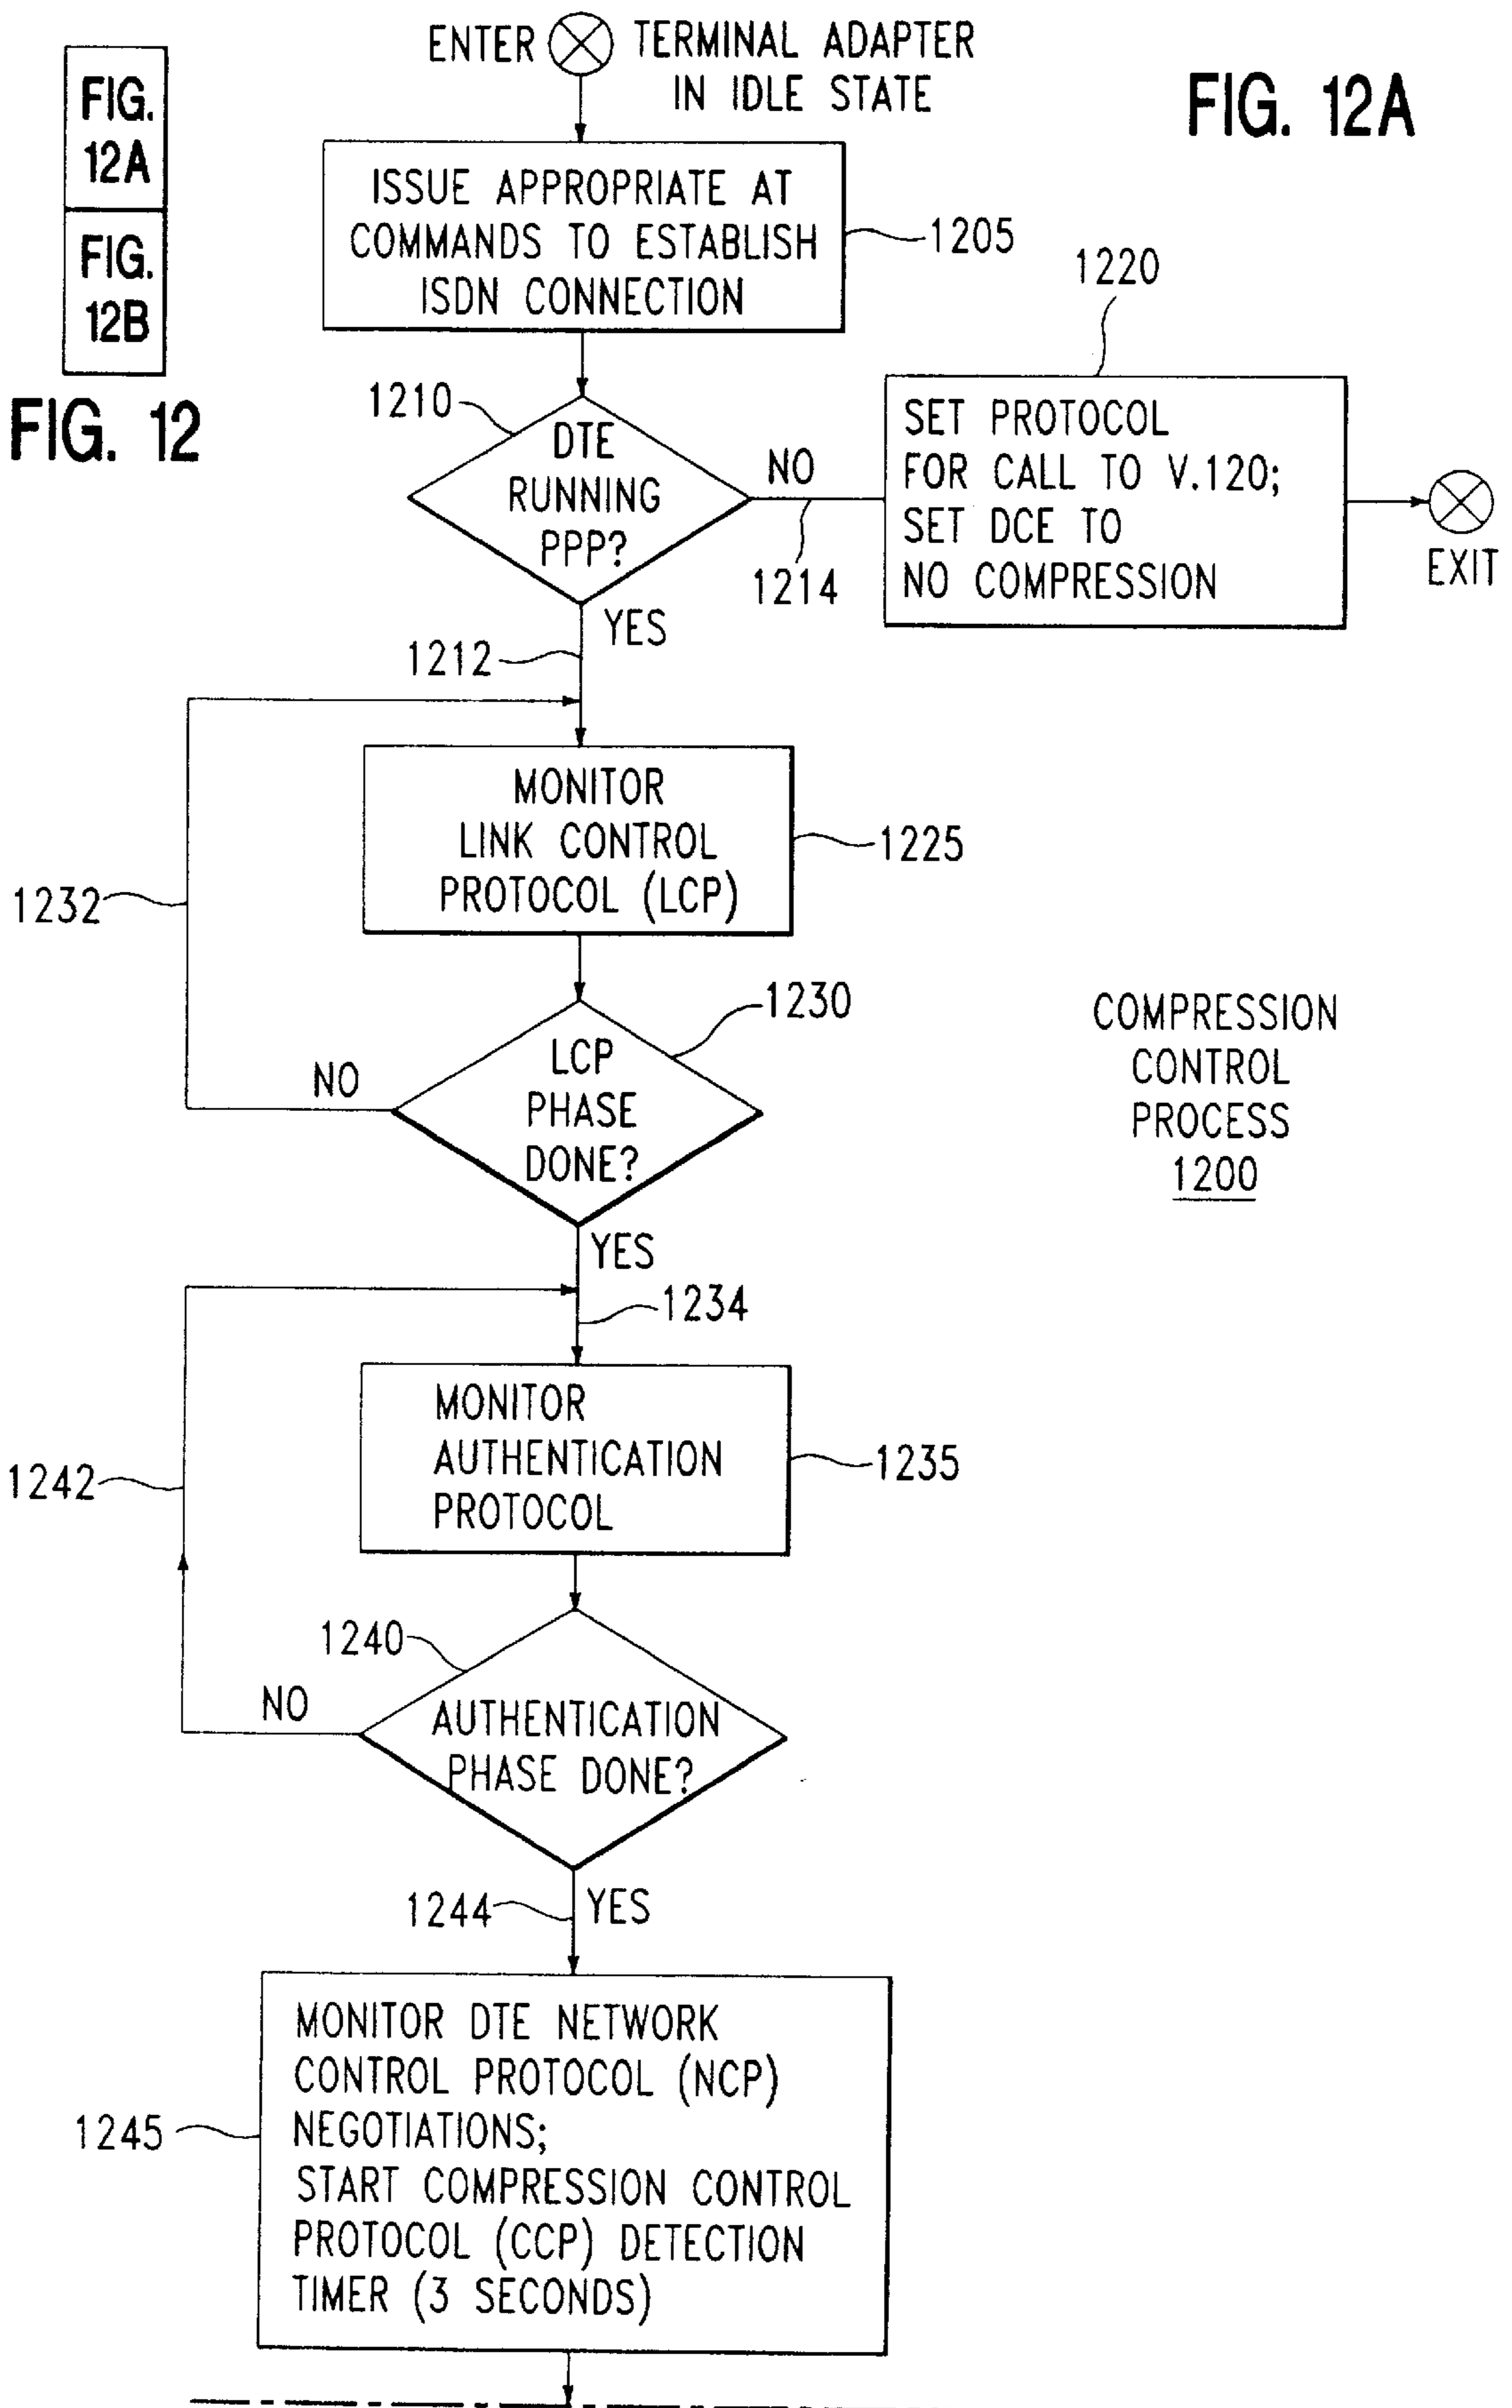 ENTER
TERMINAL ADAPTER
IN IDLE STATE
FIG. 12A
FIG.
12A
FIG.
12B
FIG. 12
ISSUE APPROPRIATE AT
COMMANDS TO ESTABLISH
ISDN CONNECTION
1205
1210
DTE
RUNNING
PPP?
NO
1214
1220
SET PROTOCOL
FOR CALL TO V.120;
SET DCE TO
NO COMPRESSION
EXIT
YES
1212
MONITOR
LINK CONTROL
PROTOCOL (LCP)
1225
1232
1230
LCP
PHASE
DONE?
NO
COMPRESSION
CONTROL
PROCESS
1200
YES
1234
MONITOR
AUTHENTICATION
PROTOCOL
1235
1242
1240
NO
AUTHENTICATION
PHASE DONE?
1244
YES
MONITOR DTE NETWORK
CONTROL PROTOCOL (NCP)
NEGOTIATIONS;
START COMPRESSION CONTROL
PROTOCOL (CCP) DETECTION
TIMER (3 SECONDS)
1245